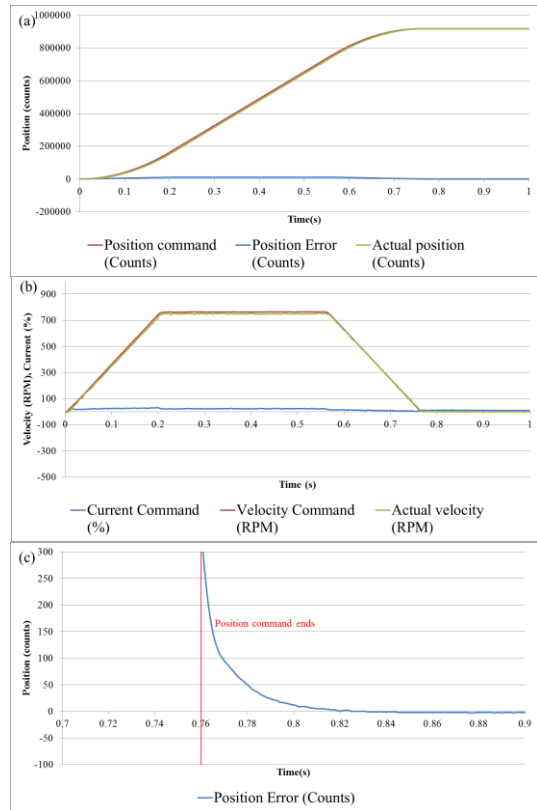 (a)
1000000
800000
600000
400000
200000
0
-200000
Position (counts)
0 0.1 0.2 0.3 0.4 0.5 0.6 0.7 0.8 0.9 1
Time(s)
Position command (Counts)
Position Error (Counts)
Actual position (Counts)
(b)
900
700
500
300
100
-100
-300
-500
Velocity (RPM), Current (%)
0 0.1 0.2 0.3 0.4 0.5 0.6 0.7 0.8 0.9 1
Time (s)
Current Command (%)
Velocity Command (RPM)
Actual velocity (RPM)
(c)
300
250
200
150
100
50
0
-50
-100
Position (counts)
Position command ends
0.7 0.72 0.74 0.76 0.78 0.8 0.82 0.84 0.86 0.88 0.9
Time(s)
Position Error (Counts)